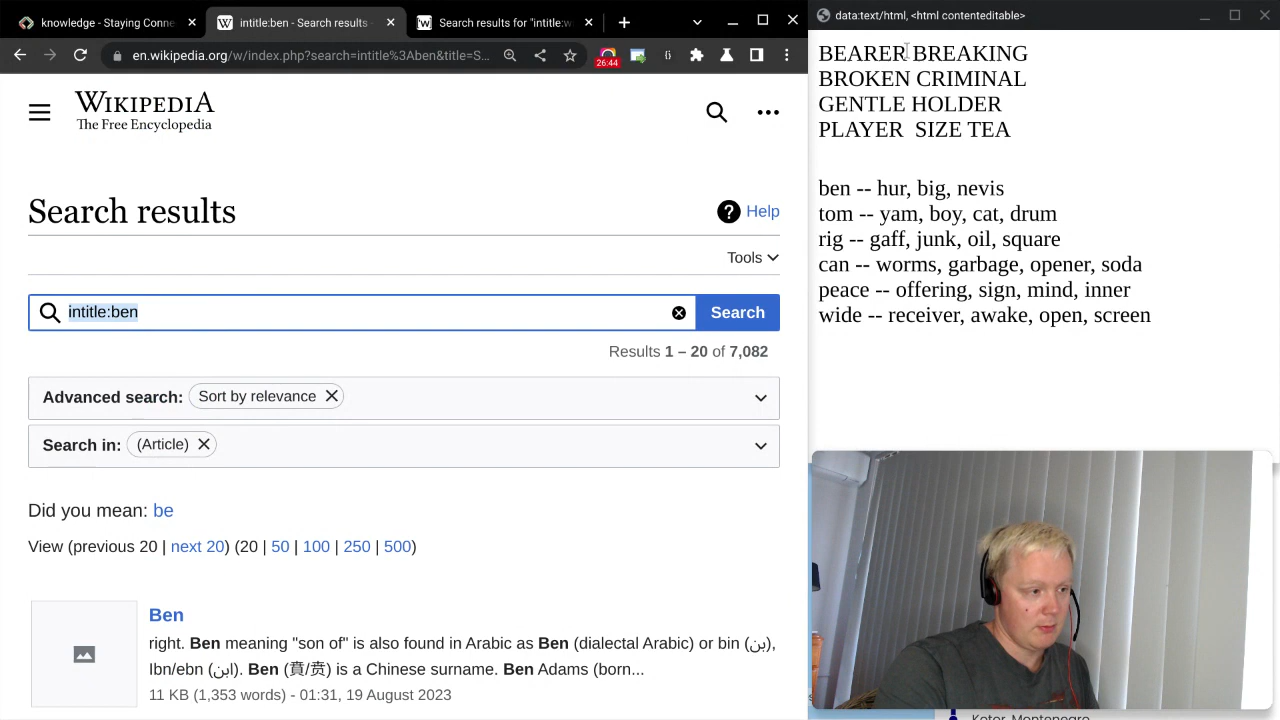 knowledge - Staying Conne
intitle:ben - Search results -
Search results for "intitle:w
en.wikipedia.org/w/index.php?search=intitle%3Aben&title=S...
26:44
WIKIPEDIA
The Free Encyclopedia
Search results
Help
Tools
intitle:ben
Search
Results 1 – 20 of 7,082
Advanced search: Sort by relevance
Search in: (Article)
Did you mean: be
View (previous 20 | next 20) (20 | 50 | 100 | 250 | 500)
Ben
right. Ben meaning "son of" is also found in Arabic as Ben (dialectal Arabic) or bin (بن),
Ibn/ebn (ابن). Ben (賁/贲) is a Chinese surname. Ben Adams (born...
11 KB (1,353 words) - 01:31, 19 August 2023
data:text/html, <html contenteditable>
BEARER BREAKING
BROKEN CRIMINAL
GENTLE HOLDER
PLAYER  SIZE TEA
ben -- hur, big, nevis
tom -- yam, boy, cat, drum
rig -- gaff, junk, oil, square
can -- worms, garbage, opener, soda
peace -- offering, sign, mind, inner
wide -- receiver, awake, open, screen
Kotor, Montenegro